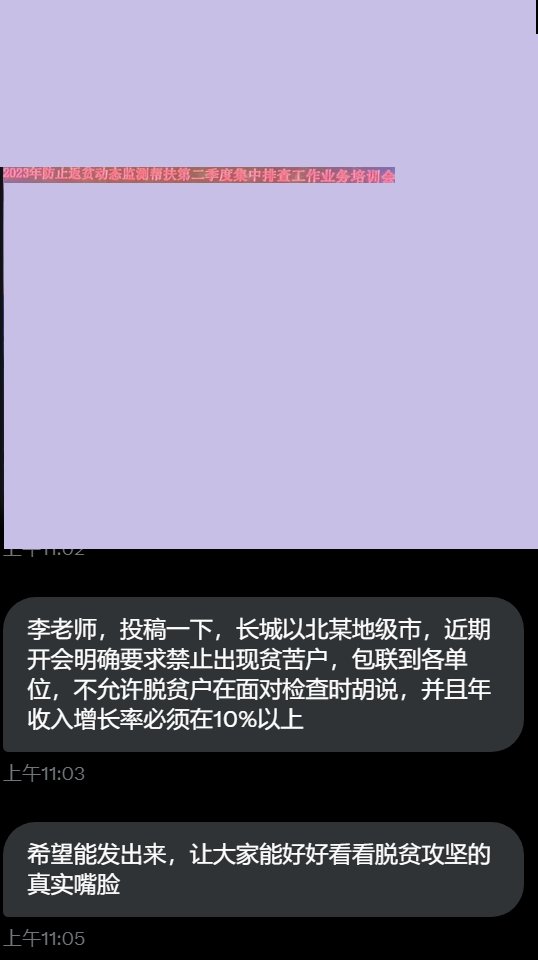 2023年防止返贫动态监测帮扶第二季度集中排查工作业务培训会
上午11:02
李老师，投稿一下，长城以北某地级市，近期
开会明确要求禁止出现贫苦户，包联到各单
位，不允许脱贫户在面对检查时胡说，并且年
收入增长率必须在10%以上
上午11:03
希望能发出来，让大家能好好看看脱贫攻坚的
真实嘴脸
上午11:05